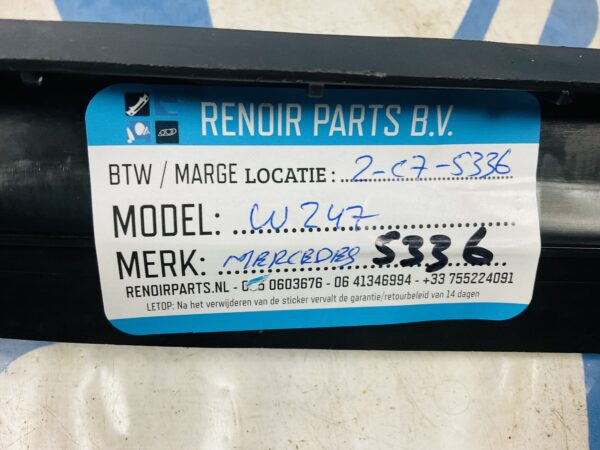 RENOIR PARTS B.V.
BTW / MARGE LOCATIE: 2-C7-5336
MODEL: W247
MERK: MERCEDES 5336
RENOIRPARTS.NL - 0603676 - 06 41346994 - +33 755224091
LETOP: Na het verwijderen van de sticker vervalt de garantie/retourbeleid van 14 dagen